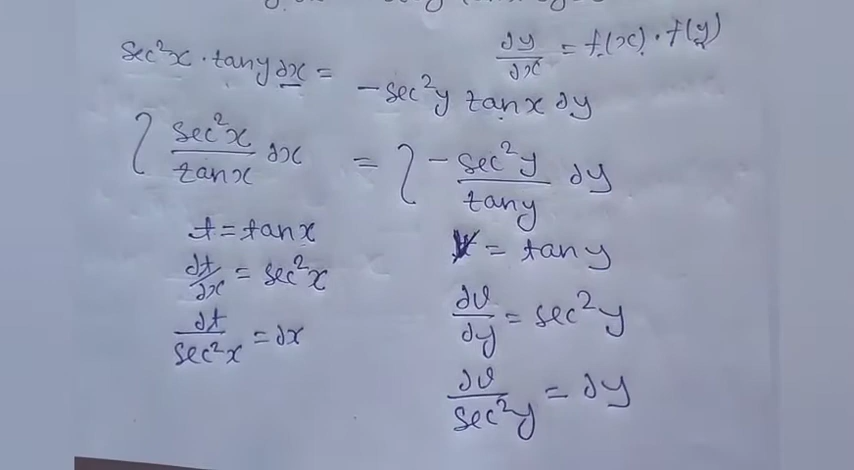 dy/dx = f(x) · f(y)
sec²x · tany dx = - sec²y tanx dy
∫ sec²x/tanx dx = ∫ - sec²y/tany dy
t = tanx
v = tany
dt/dx = sec²x
dv/dy = sec²y
dt/sec²x = dx
dv/sec²y = dy